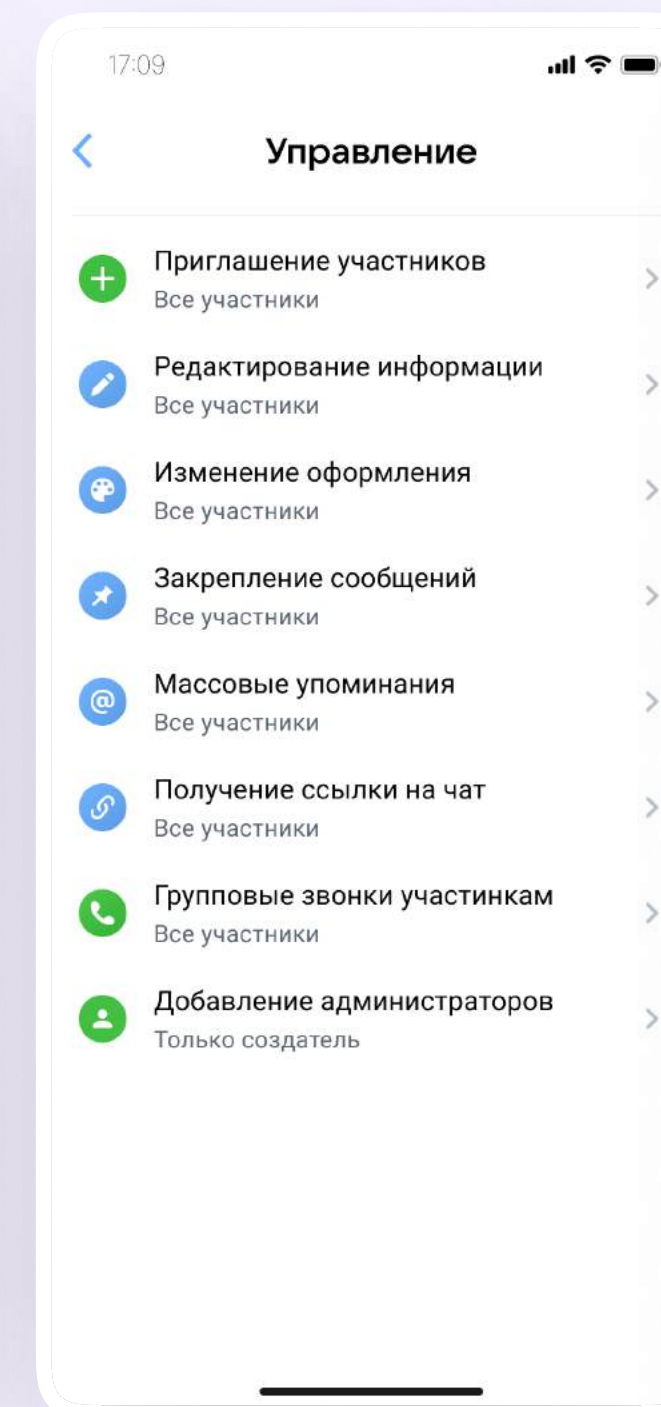 17:09
Управление
Приглашение участников
Все участники
Редактирование информации
Все участники
Изменение оформления
Все участники
Закрепление сообщений
Все участники
Массовые упоминания
Все участники
Получение ссылки на чат
Все участники
Групповые звонки участинкам
Все участники
Добавление администраторов
Только создатель